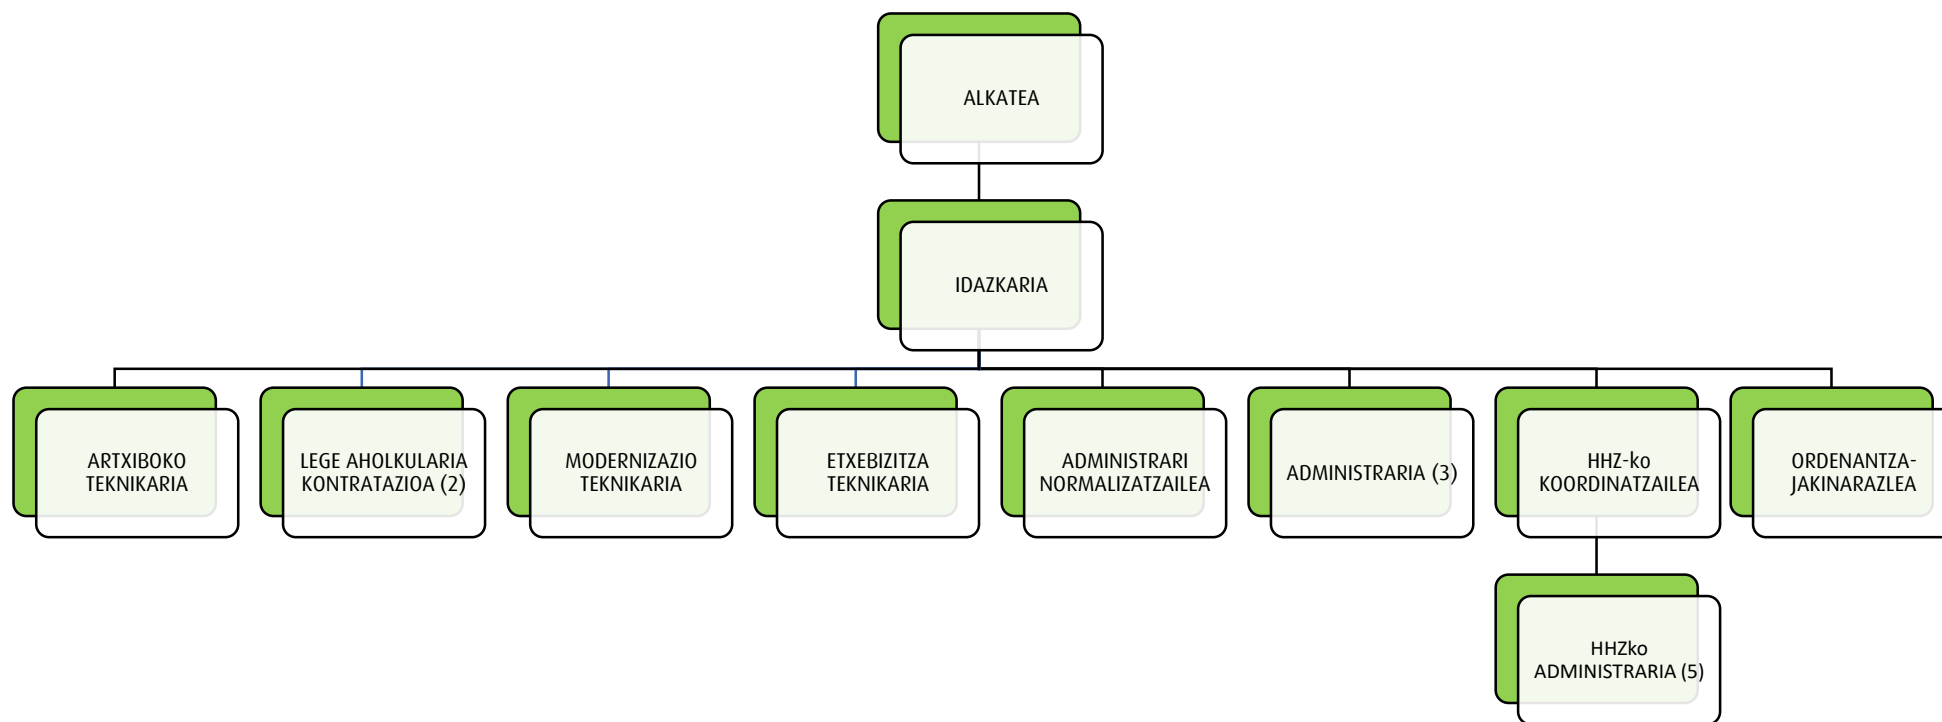 ALKATEA
IDAZKARIA
ARTXIBOKO
TEKNIKARIA
LEGE AHOLKULARIA
KONTRATAZIOA (2)
MODERNIZAZIO
TEKNIKARIA
ETXEBIZITZA
TEKNIKARIA
ADMINISTRARI
NORMALIZATZAILEA
ADMINISTRARIA (3)
HHZ-ko
KOORDINATZAILEA
ORDENANTZA-
JAKINARAZLEA
HHZko
ADMINISTRARIA (5)